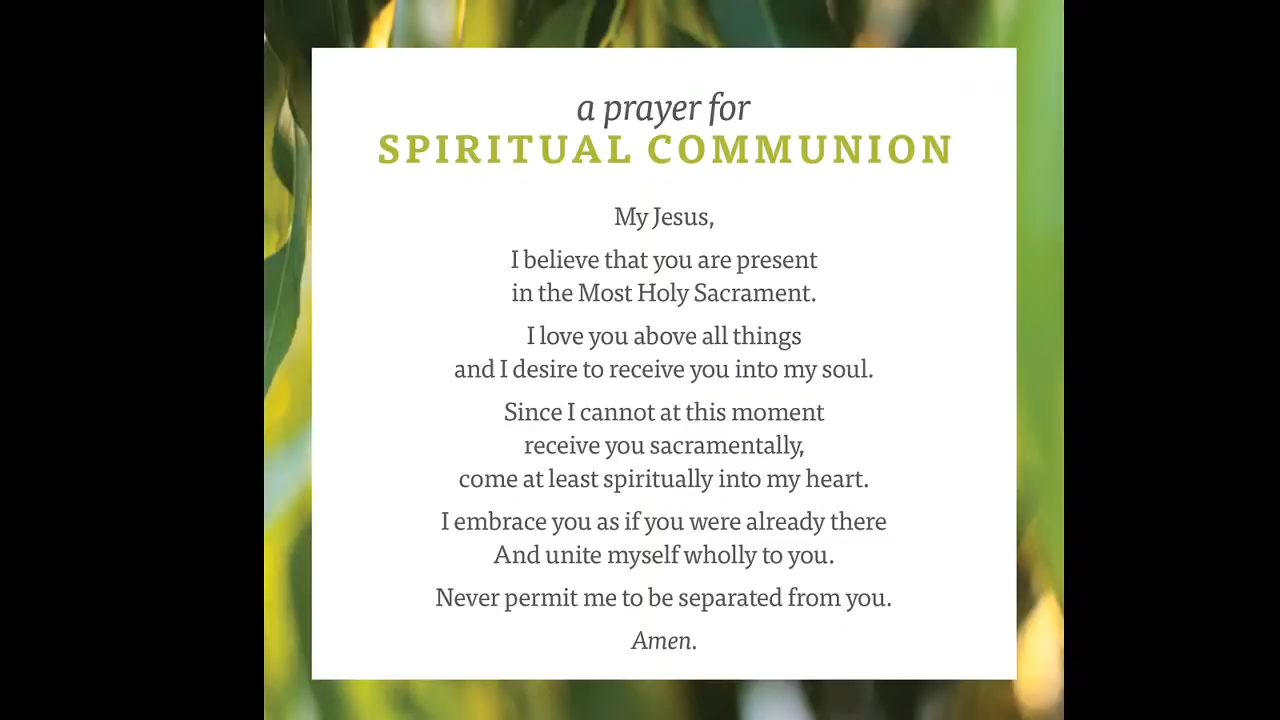 a prayer for
SPIRITUAL COMMUNION
My Jesus,
I believe that you are present
in the Most Holy Sacrament.
I love you above all things
and I desire to receive you into my soul.
Since I cannot at this moment
receive you sacramentally,
come at least spiritually into my heart.
I embrace you as if you were already there
And unite myself wholly to you.
Never permit me to be separated from you.
Amen.